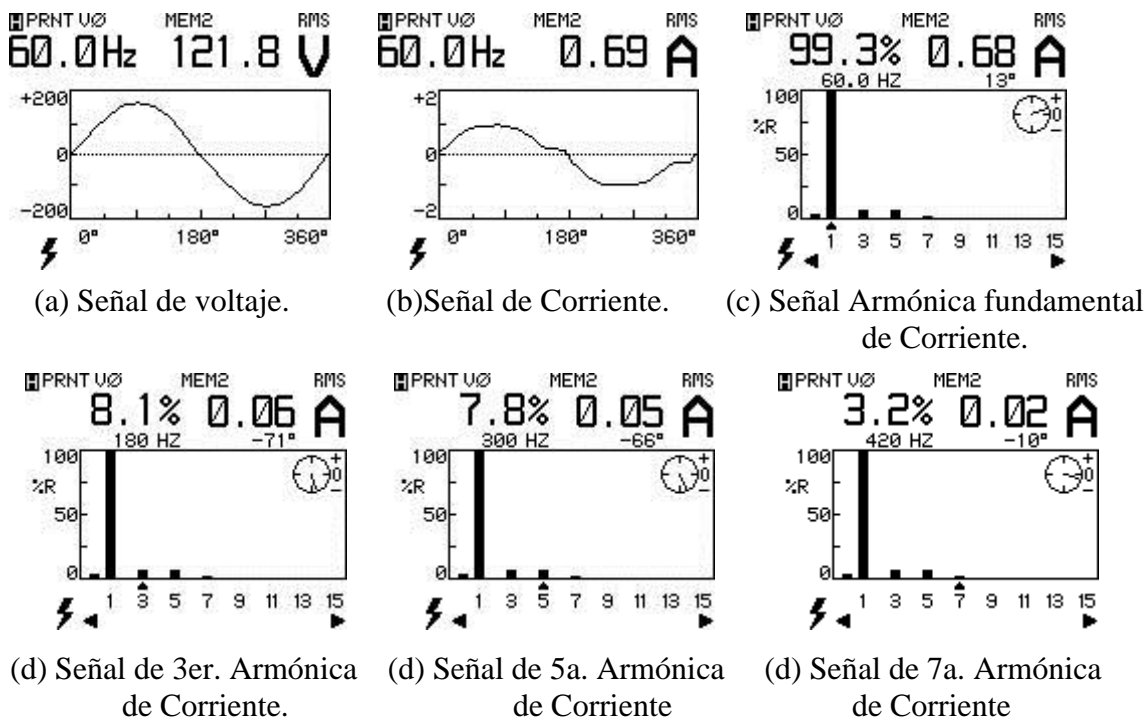 PRNT VØ MEM2 RMS
60.0Hz 121.8 V
+200
0
-200
0° 180° 360°
(a) Señal de voltaje.
PRNT VØ MEM2 RMS
60.0Hz 0.69 A
+2
0
-2
0° 180° 360°
(b)Señal de Corriente.
PRNT VØ MEM2 RMS
99.3% 0.68 A
60.0 HZ 13°
100
%R
50
0
+
0
-
1 3 5 7 9 11 13 15
(c) Señal Armónica fundamental
de Corriente.
PRNT VØ MEM2 RMS
8.1% 0.06 A
180 HZ -71°
100
%R
50
0
+
0
-
1 3 5 7 9 11 13 15
(d) Señal de 3er. Armónica
de Corriente.
PRNT VØ MEM2 RMS
7.8% 0.05 A
300 HZ -66°
100
%R
50
0
+
0
-
1 3 5 7 9 11 13 15
(d) Señal de 5a. Armónica
de Corriente
PRNT VØ MEM2 RMS
3.2% 0.02 A
420 HZ -10°
100
%R
50
0
+
0
-
1 3 5 7 9 11 13 15
(d) Señal de 7a. Armónica
de Corriente